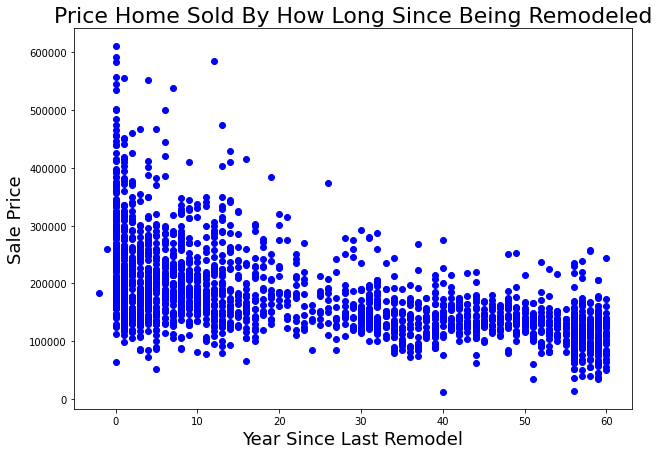 Price Home Sold By How Long Since Being Remodeled
600000
500000
400000
300000
200000
100000
0
Sale Price
0 10 20 30 40 50 60
Year Since Last Remodel